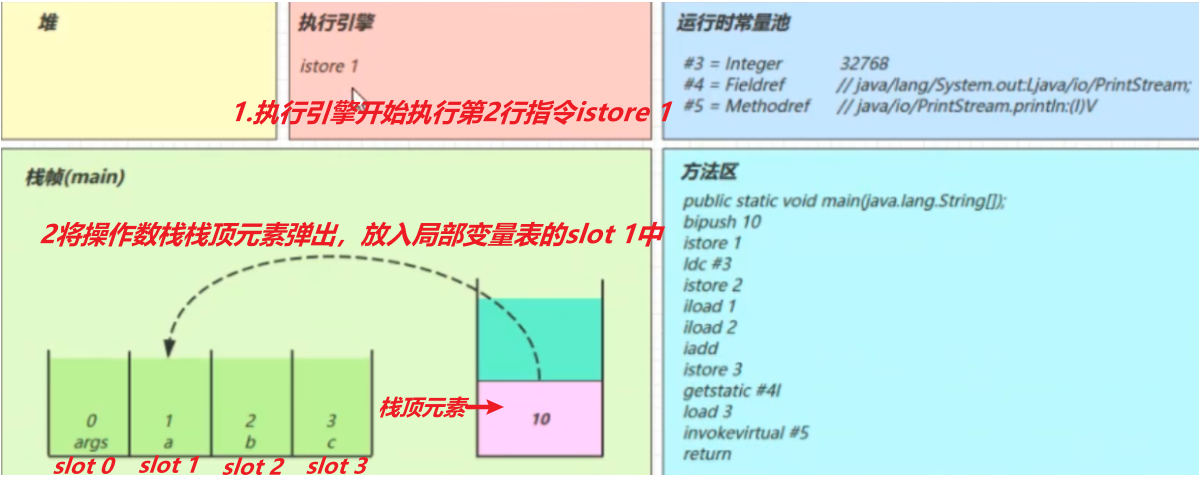 堆
执行引擎
istore 1
1.执行引擎开始执行第2行指令istore 1
运行时常量池
#3 = Integer 32768
#4 = Fieldref // java/lang/System.out:Ljava/io/PrintStream;
#5 = Methodref // java/io/PrintStream.println:(I)V
栈帧(main)
2将操作数栈栈顶元素弹出，放入局部变量表的slot 1中
0 1 2 3
args a b c
slot 0 slot 1 slot 2 slot 3
栈顶元素
10
方法区
public static void main(java.lang.String[]);
bipush 10
istore 1
ldc #3
istore 2
iload 1
iload 2
iadd
istore 3
getstatic #4l
load 3
invokevirtual #5
return